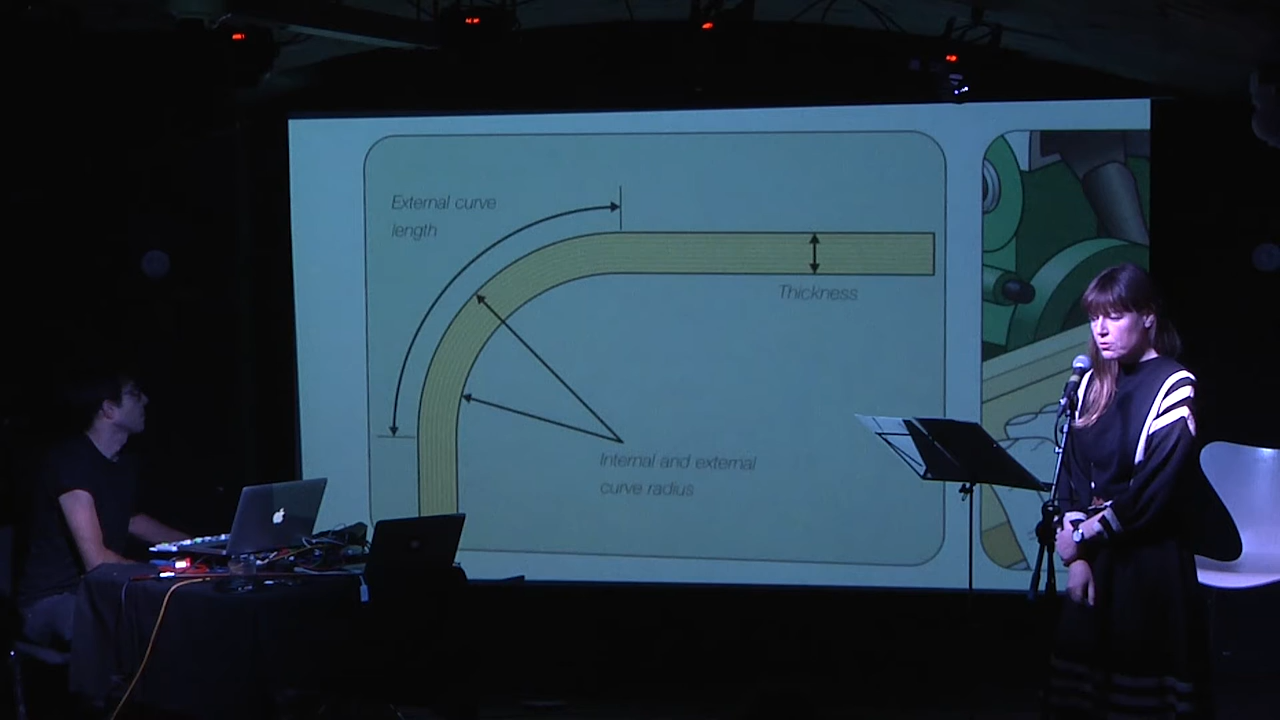 External curve
length
Thickness
Internal and external
curve radius